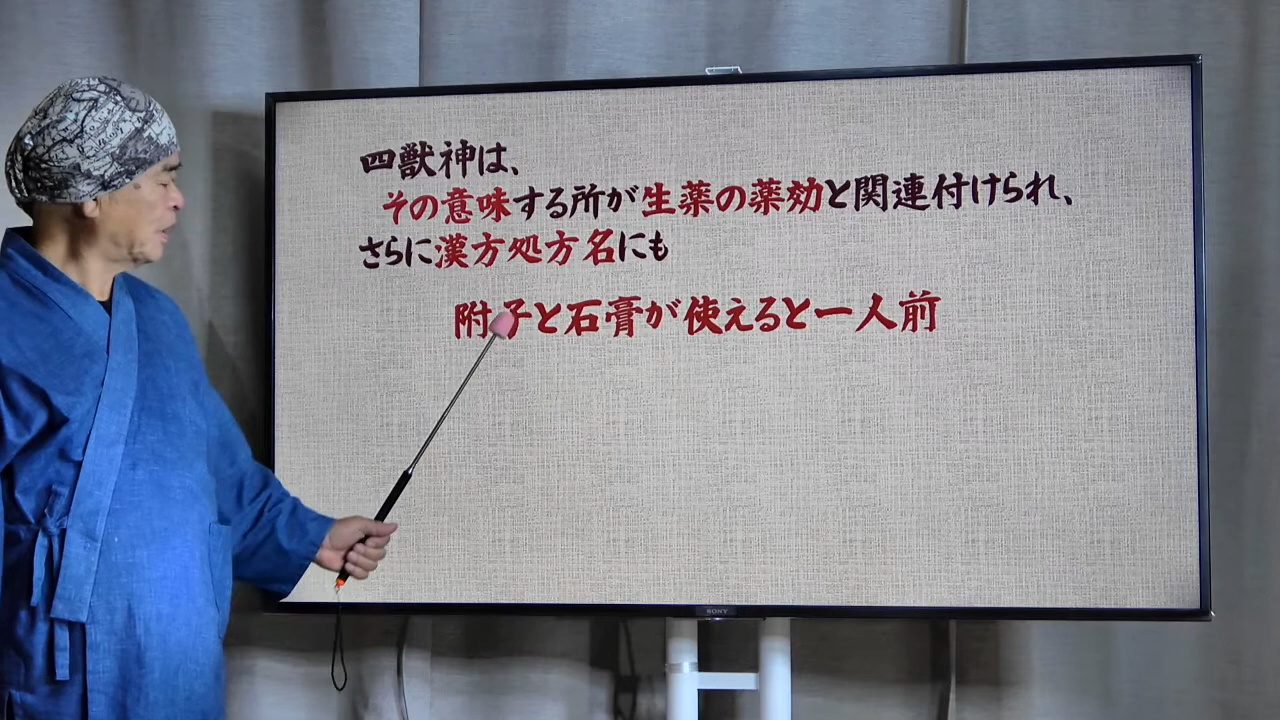 四獣神は、
その意味する所が生薬の薬効と関連付けられ、
さらに漢方処方名にも
附子と石膏が使えると一人前
SONY